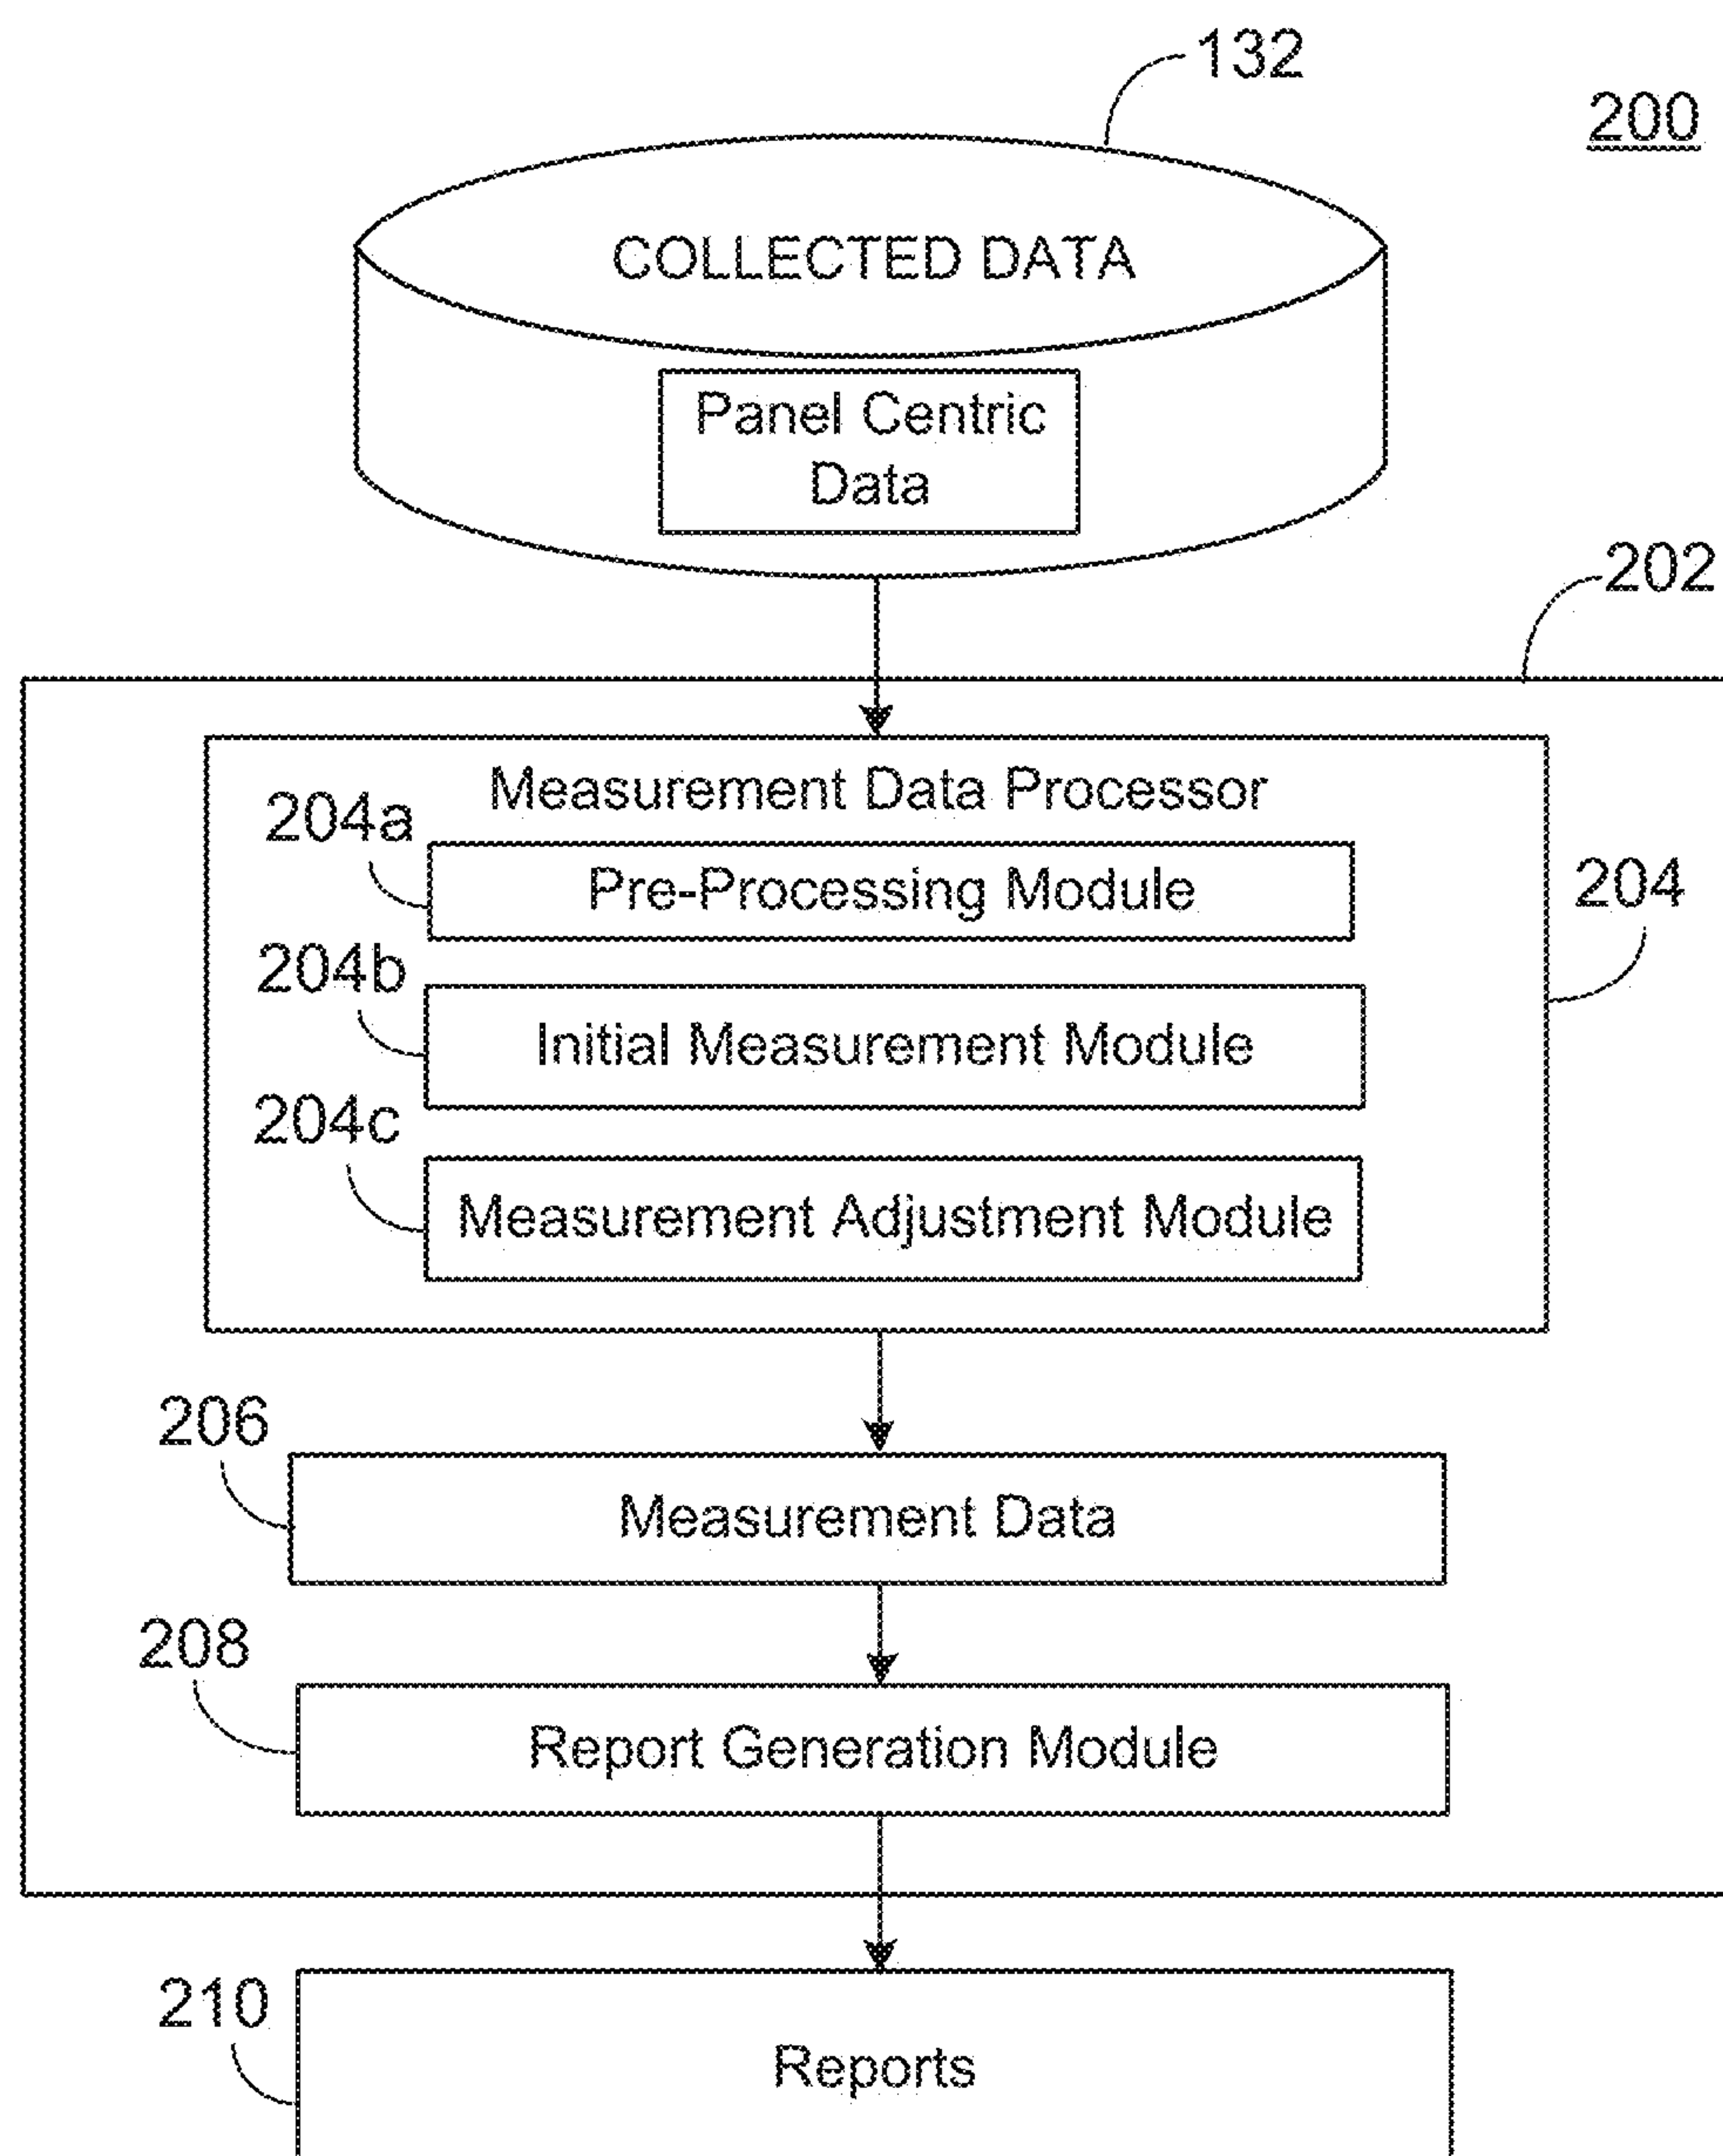 132
200
COLLECTED DATA
Panel Centric
Data
202
Measurement Data Processor
204a
Pre-Processing Module
204
204b
Initial Measurement Module
204c
Measurement Adjustment Module
206
Measurement Data
208
Report Generation Module
210
Reports